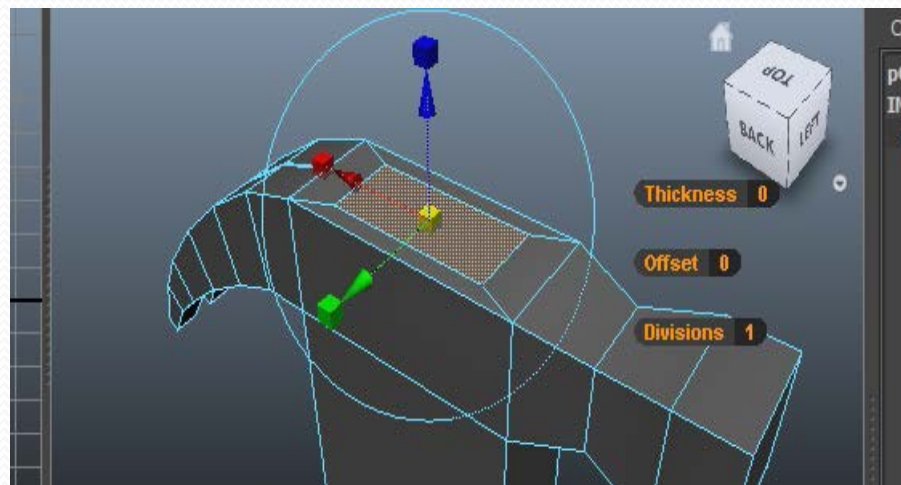 TOP
BACK
LEFT
Thickness 0
Offset 0
Divisions 1